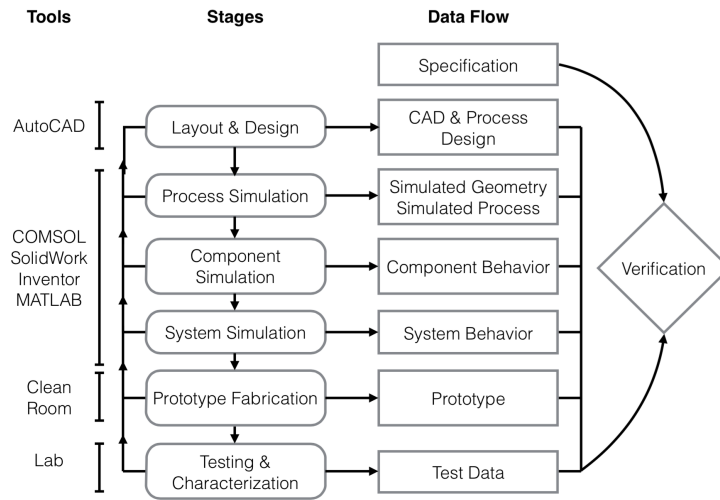 Tools
Stages
Data Flow
Specification
AutoCAD
Layout & Design
CAD & Process
Design
Process Simulation
Simulated Geometry
Simulated Process
COMSOL
SolidWork
Inventor
MATLAB
Component
Simulation
Component Behavior
Verification
System Simulation
System Behavior
Clean
Room
Prototype Fabrication
Prototype
Lab
Testing &
Characterization
Test Data